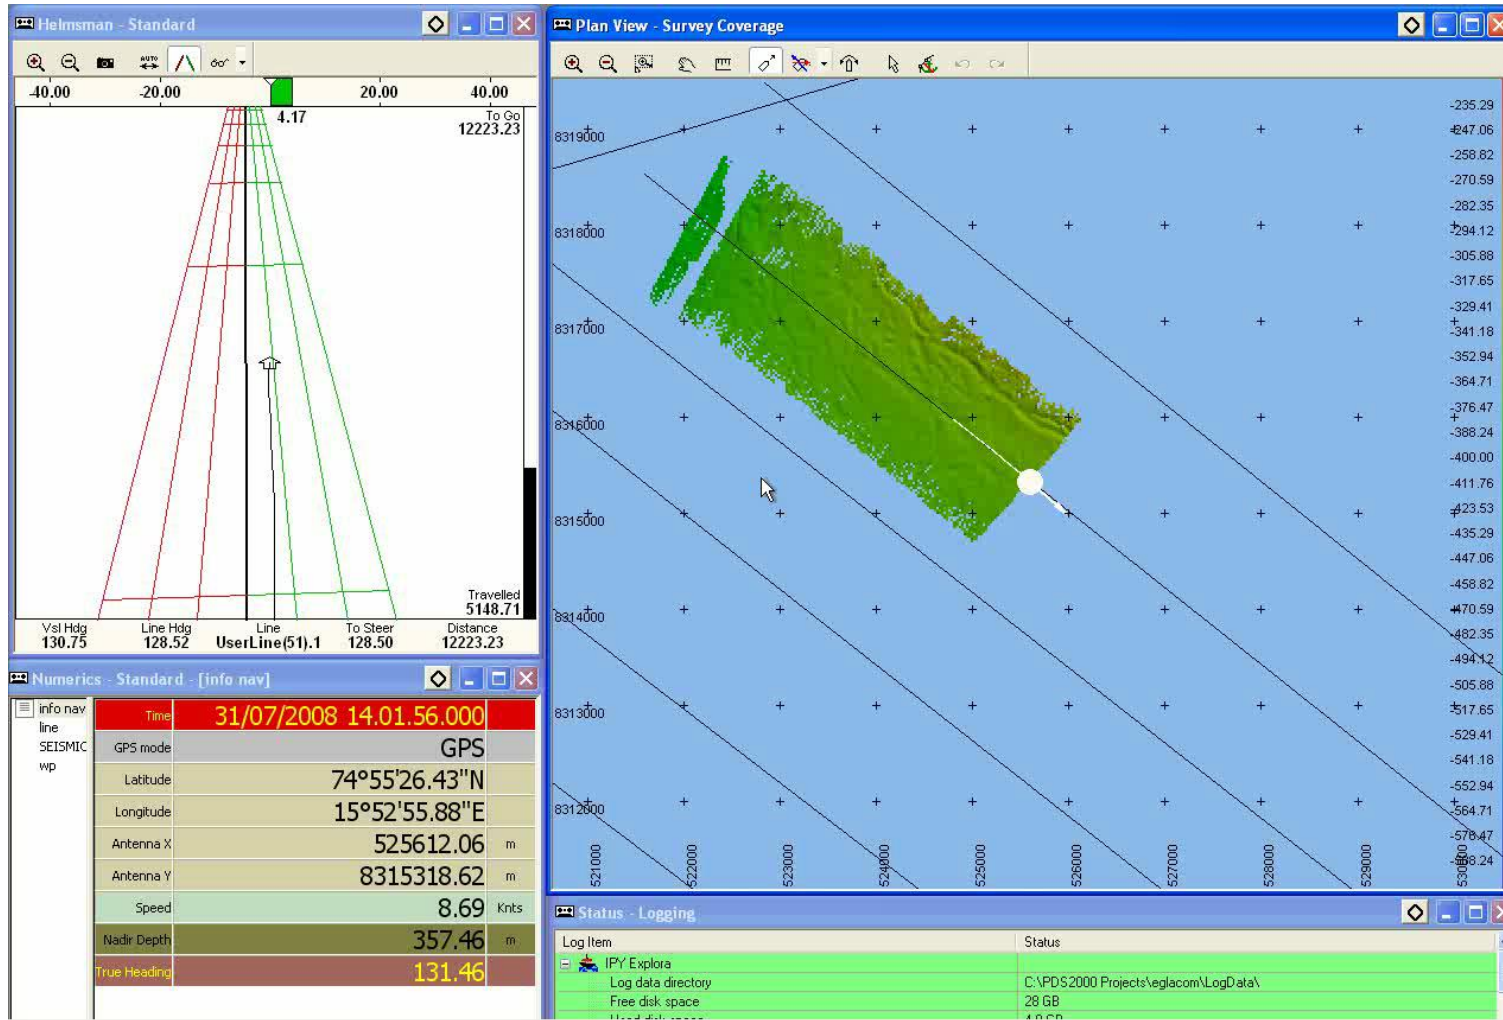 Helmsman - Standard
AUTO
-40.00 -20.00 20.00 40.00
4.17
To Go
12223.23
Travelled
5148.71
Vsl Hdg Line Hdg Line To Steer Distance
130.75 128.52 UserLine(51).1 128.50 12223.23
Numerics - Standard - [info nav]
info nav
line
SEISMIC
wp
Time 31/07/2008 14.01.56.000
GPS mode GPS
Latitude 74°55'26.43"N
Longitude 15°52'55.88"E
Antenna X 525612.06 m
Antenna Y 8315318.62 m
Speed 8.69 Knts
Nadir Depth 357.46 m
True Heading 131.46
Plan View - Survey Coverage
8319000
8318000
8317000
8316000
8315000
8314000
8313000
8312000
521000
522000
523000
524000
525000
526000
527000
528000
529000
530000
-235.29
-247.06
-258.82
-270.59
-282.35
-294.12
-305.88
-317.65
-329.41
-341.18
-352.94
-364.71
-376.47
-388.24
-400.00
-411.76
-423.53
-435.29
-447.06
-458.82
-470.59
-482.35
-494.12
-505.88
-517.65
-529.41
-541.18
-552.94
-564.71
-576.47
-588.24
Status - Logging
Log Item Status
IPY Explora
Log data directory C:\PDS2000 Projects\eglacom\LogData\
Free disk space 28 GB